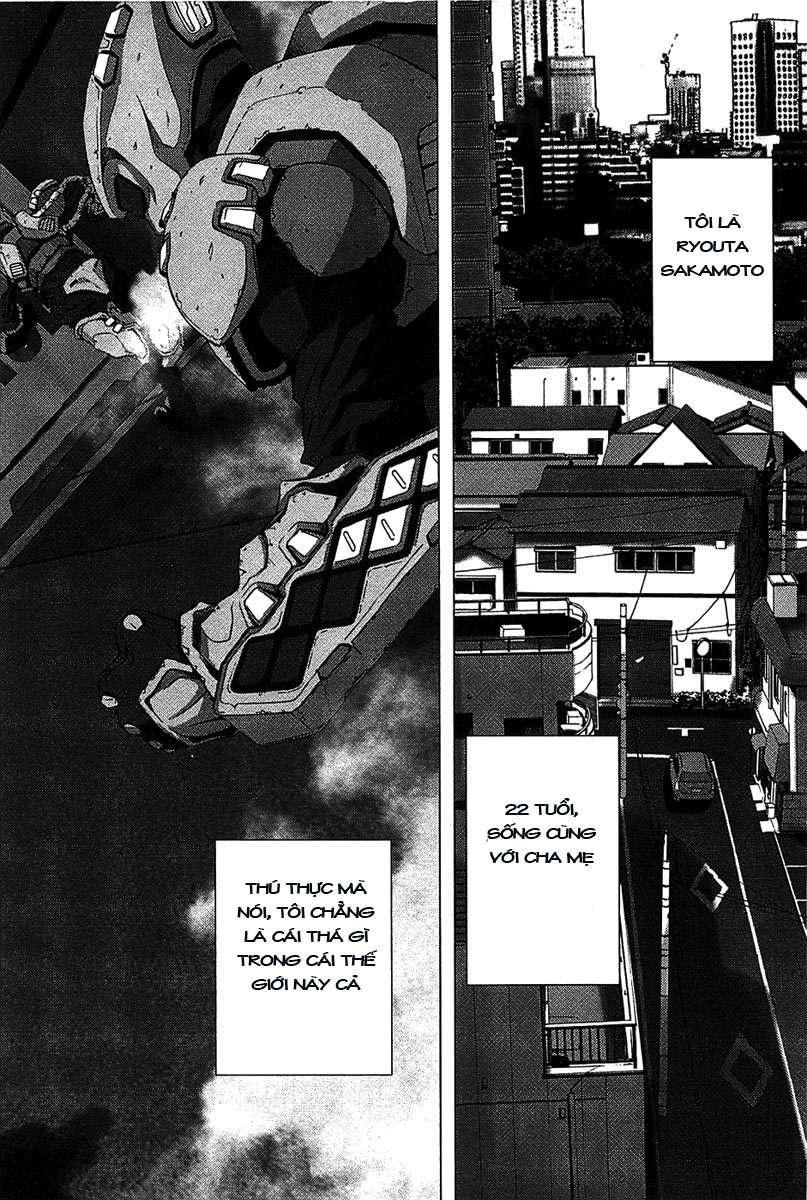 TÔI LÀ
RYOUTA
SAKAMOTO
22 TUỔI,
SỐNG CÙNG
VỚI CHA MẸ
THÚ THỰC MÀ
NÓI, TÔI CHẲNG
LÀ CÁI THÁ GÌ
TRONG CÁI THẾ
GIỚI NÀY CẢ